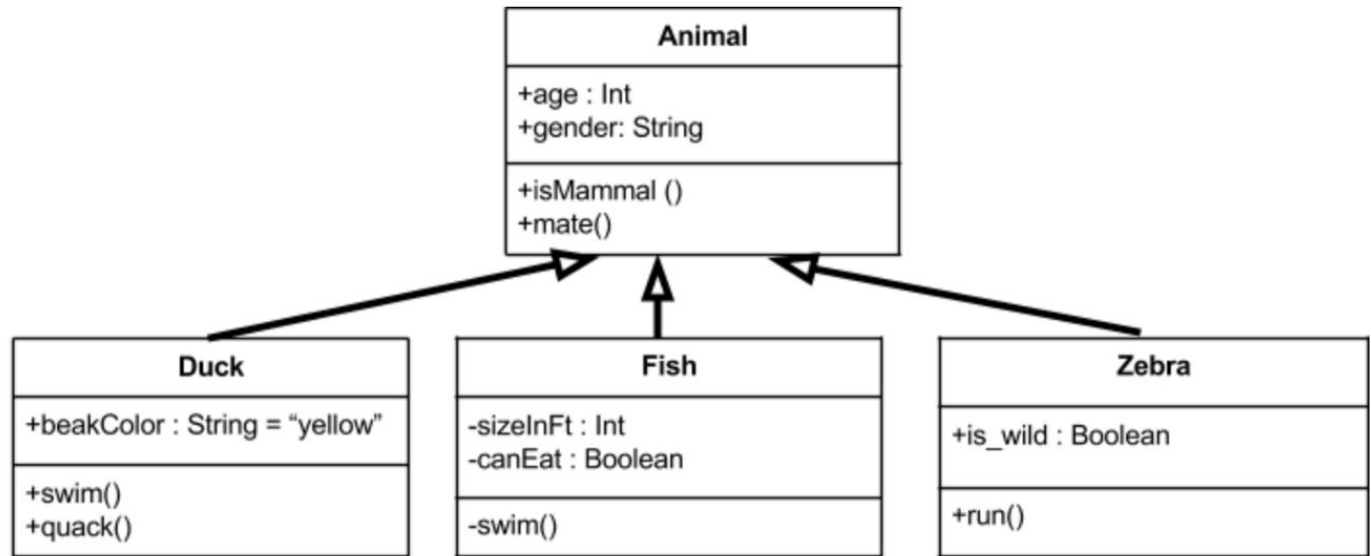 Animal
+age : Int
+gender: String
+isMammal ()
+mate()
Duck
+beakColor : String = “yellow”
+swim()
+quack()
Fish
-sizeInFt : Int
-canEat : Boolean
-swim()
Zebra
+is_wild : Boolean
+run()